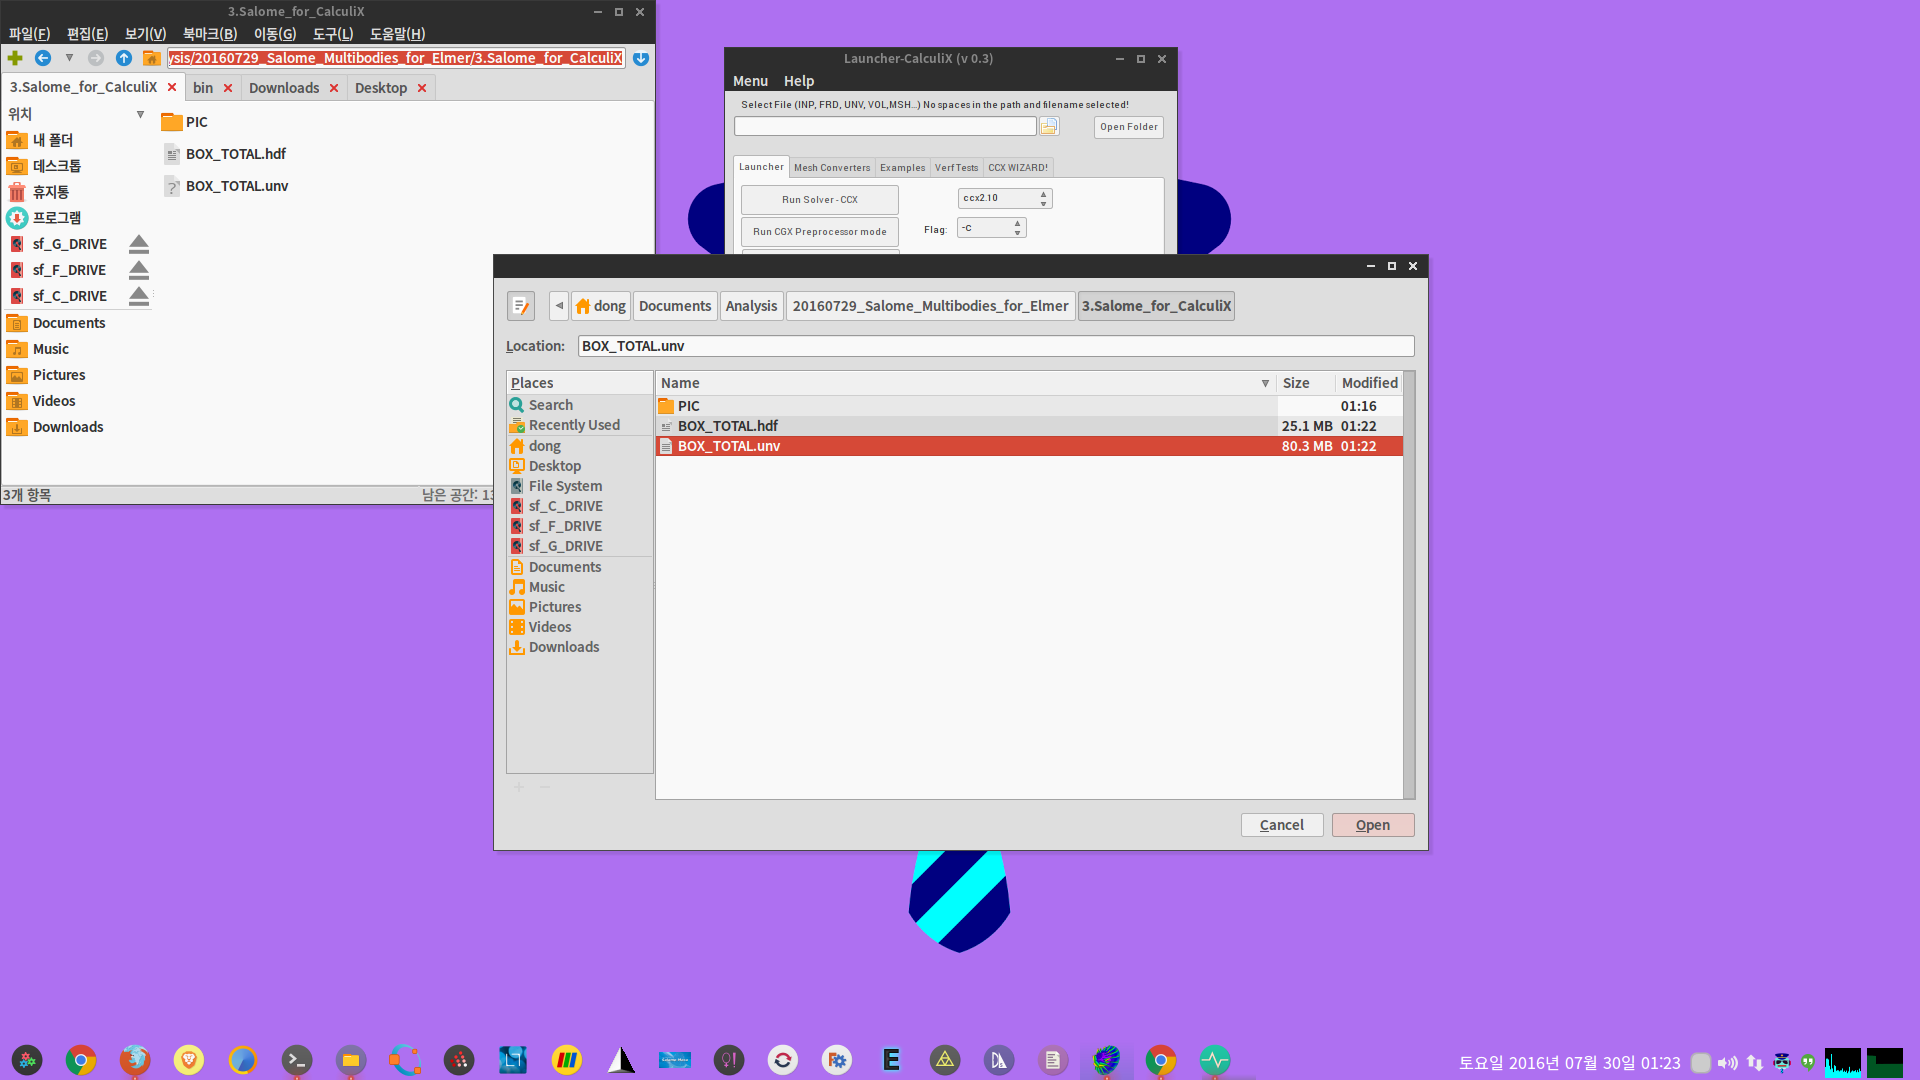 3.Salome_for_CalculiX
파일(F) 편집(E) 보기(V) 북마크(B) 이동(G) 도구(L) 도움말(H)
ysis/20160729_Salome_Multibodies_for_Elmer/3.Salome_for_CalculiX
3.Salome_for_CalculiX bin Downloads Desktop
위치
내 폴더
데스크톱
휴지통
프로그램
sf_G_DRIVE
sf_F_DRIVE
sf_C_DRIVE
Documents
Music
Pictures
Videos
Downloads
PIC
BOX_TOTAL.hdf
BOX_TOTAL.unv
3개 항목
남은 공간: 13
Launcher-CalculiX (v 0.3)
Menu Help
Select File (INP, FRD, UNV, VOL,MSH...) No spaces in the path and filename selected!
Open Folder
Launcher Mesh Converters Examples Verf Tests CCX WIZARD!
Run Solver - CCX
ccx2.10
Run CGX Preprocessor mode
Flag: -c
dong Documents Analysis 20160729_Salome_Multibodies_for_Elmer 3.Salome_for_CalculiX
Location: BOX_TOTAL.unv
Places
Search
Recently Used
dong
Desktop
File System
sf_C_DRIVE
sf_F_DRIVE
sf_G_DRIVE
Documents
Music
Pictures
Videos
Downloads
Name Size Modified
PIC 01:16
BOX_TOTAL.hdf 25.1 MB 01:22
BOX_TOTAL.unv 80.3 MB 01:22
Cancel Open
토요일 2016년 07월 30일 01:23